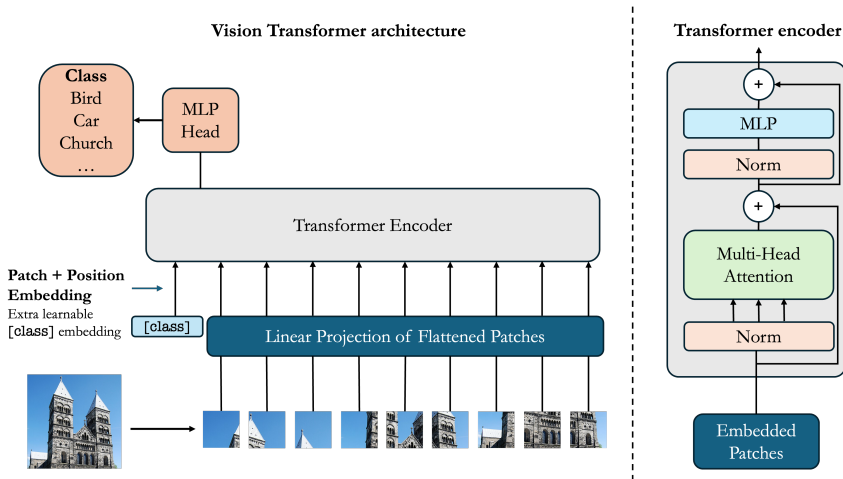 Vision Transformer architecture
Class
Bird
Car
Church
...
MLP
Head
Transformer Encoder
Patch + Position
Embedding
Extra learnable
[class] embedding
[class]
Linear Projection of Flattened Patches
Transformer encoder
+
MLP
Norm
+
Multi-Head
Attention
Norm
Embedded
Patches